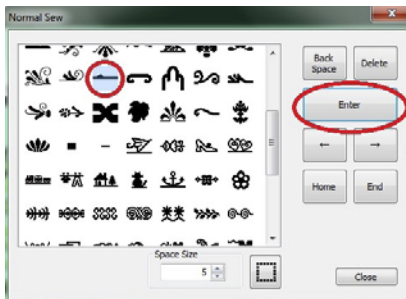 Normal Sew
Back
Space
Delete
Enter
← →
Home
End
Space Size
5
Close